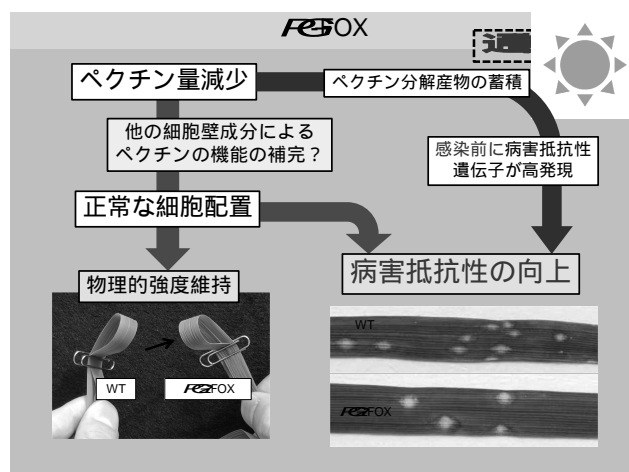 FOX
ペクチン量減少
ペクチン分解産物の蓄積
他の細胞壁成分による
ペクチンの機能の補完？
感染前に病害抵抗性
遺伝子が高発現
正常な細胞配置
病害抵抗性の向上
物理的強度維持
WT
FOX
WT
FOX